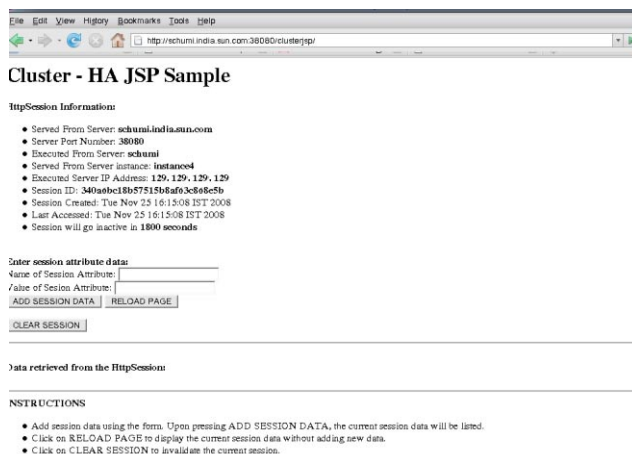 File Edit View History Bookmarks Tools Help
http://schumi.india.sun.com:38080/clusterjsp/
Cluster - HA JSP Sample
HttpSession Information:
● Served From Server: schumi.india.sun.com
● Server Port Number: 38080
● Executed From Server: schumi
● Served From Server instance: instance4
● Executed Server IP Address: 129.129.129.129
● Session ID: 340a6bc18b57515b8af63c868e5b
● Session Created: Tue Nov 25 16:15:08 IST 2008
● Last Accessed: Tue Nov 25 16:15:08 IST 2008
● Session will go inactive in 1800 seconds
Enter session attribute data:
Name of Session Attribute:
Value of Sesion Attribute:
ADD SESSION DATA RELOAD PAGE
CLEAR SESSION
Data retrieved from the HttpSession:
INSTRUCTIONS
● Add session data using the form. Upon pressing ADD SESSION DATA, the current session data will be listed.
● Click on RELOAD PAGE to display the current session data without adding new data.
● Click on CLEAR SESSION to invalidate the current session.